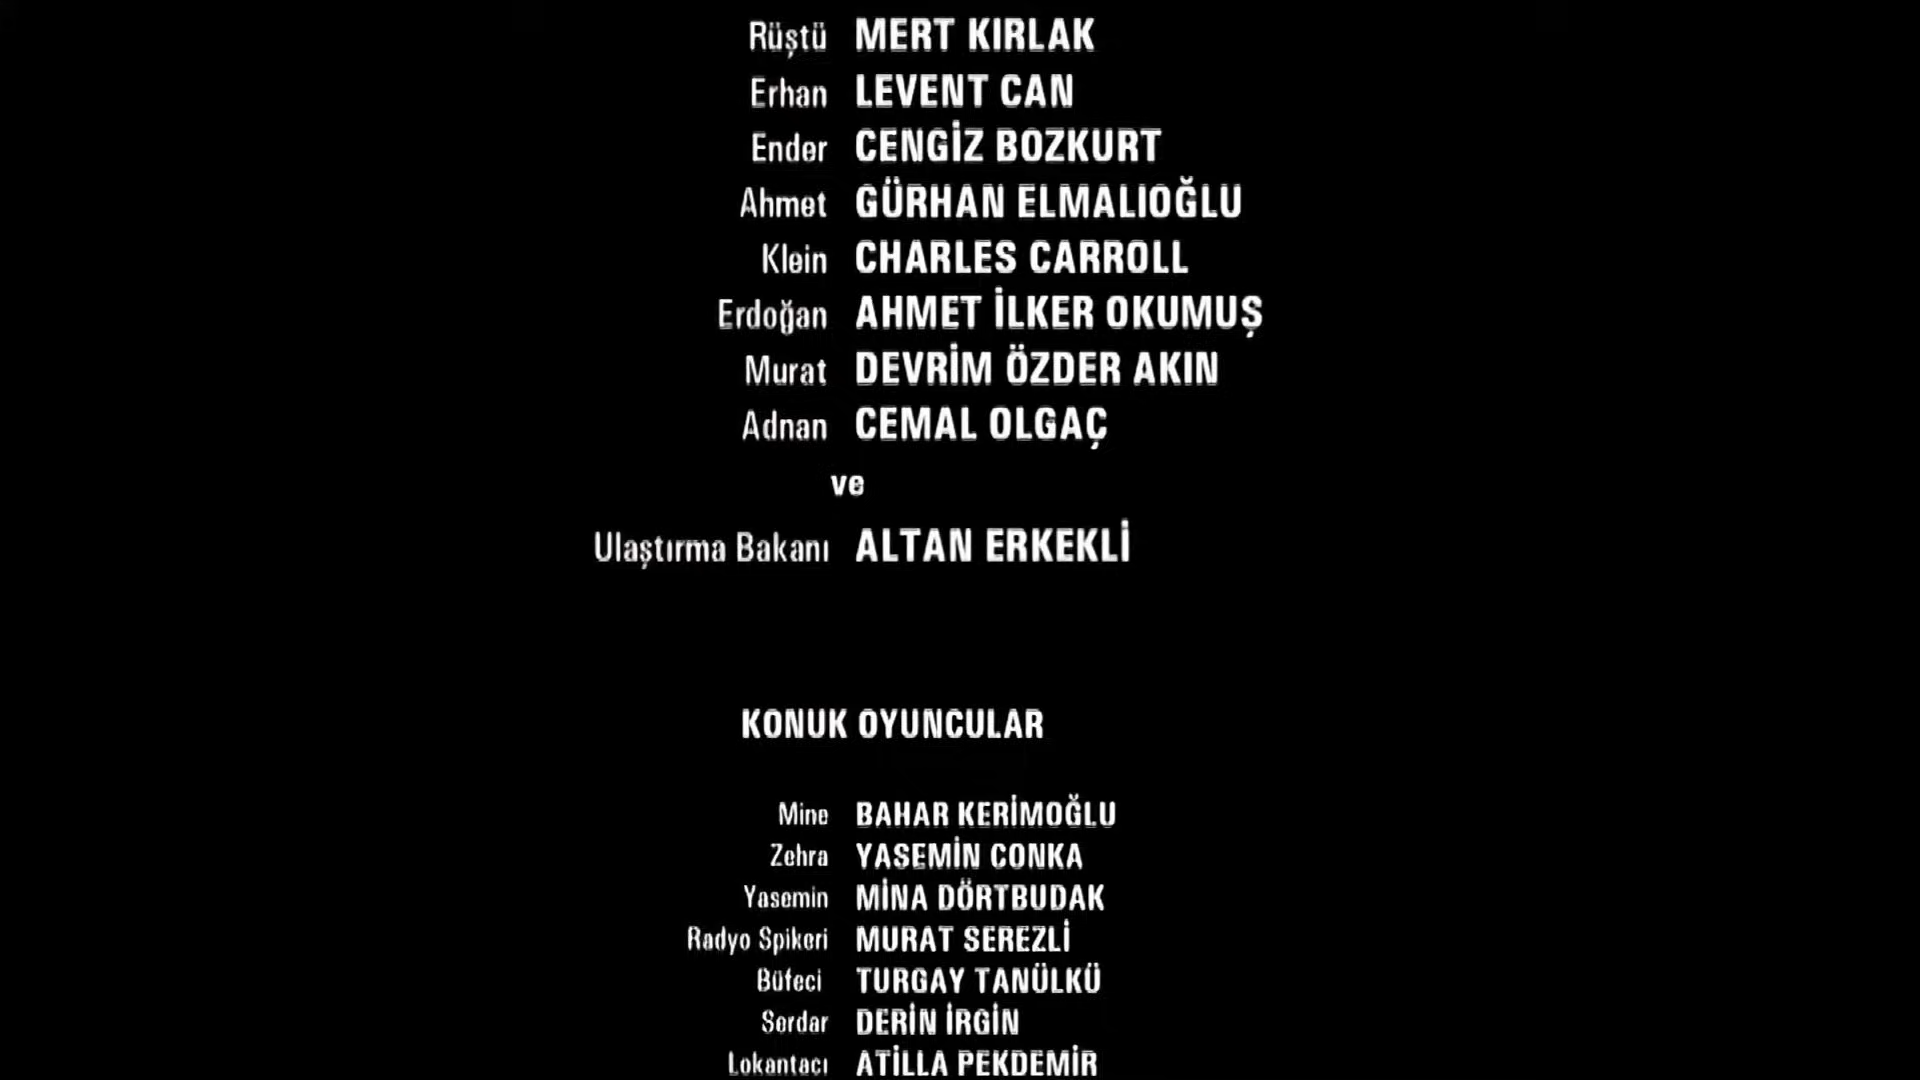 Rüştü MERT KIRLAK
Erhan LEVENT CAN
Ender CENGİZ BOZKURT
Ahmet GÜRHAN ELMALIOĞLU
Klein CHARLES CARROLL
Erdoğan AHMET İLKER OKUMUŞ
Murat DEVRİM ÖZDER AKIN
Adnan CEMAL OLGAÇ
ve
Ulaştırma Bakanı ALTAN ERKEKLİ
KONUK OYUNCULAR
Mine BAHAR KERİMOĞLU
Zehra YASEMİN CONKA
Yasemin MİNA DÖRTBUDAK
Radyo Spikeri MURAT SEREZLİ
Büfeci TURGAY TANÜLKÜ
Serdar DERİN İRGİN
Lokantacı ATİLLA PEKDEMİR